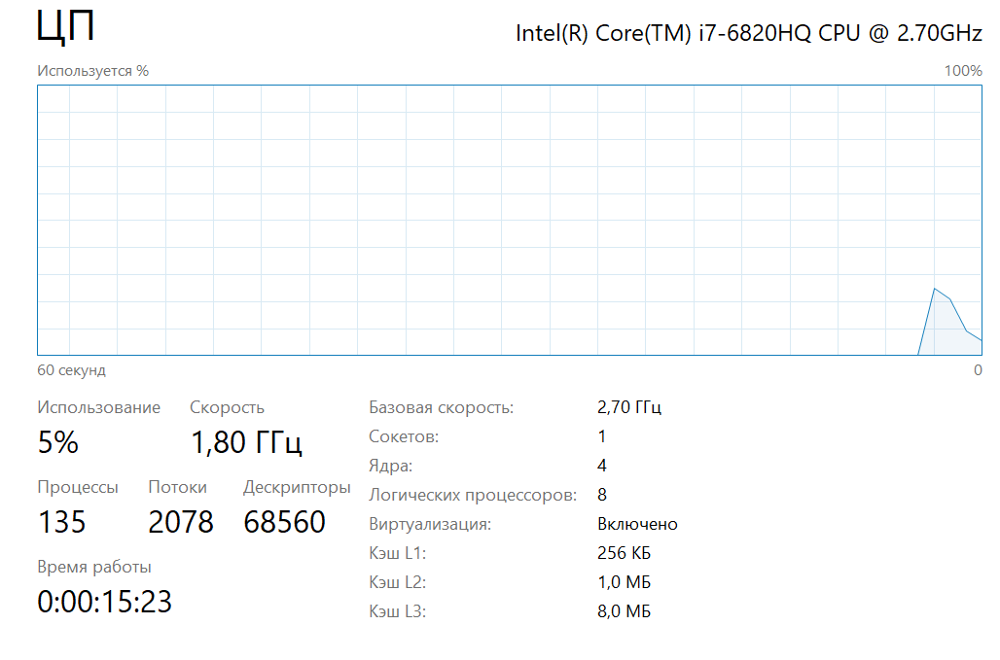 ЦП
Intel(R) Core(TM) i7-6820HQ CPU @ 2.70GHz
Используется %
100%
60 секунд
0
Использование
Скорость
5%
1,80 ГГц
Процессы
Потоки
Дескрипторы
135
2078
68560
Время работы
0:00:15:23
Базовая скорость: 2,70 ГГц
Сокетов: 1
Ядра: 4
Логических процессоров: 8
Виртуализация: Включено
Кэш L1: 256 КБ
Кэш L2: 1,0 МБ
Кэш L3: 8,0 МБ